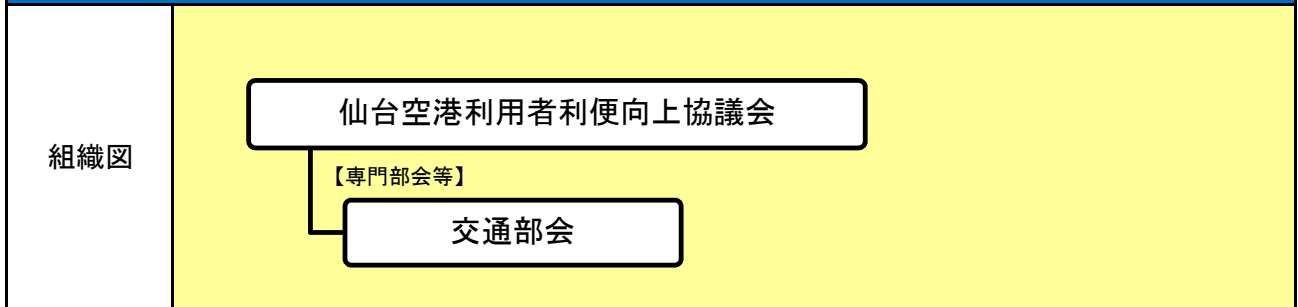 組織図
仙台空港利用者利便向上協議会
【専門部会等】
交通部会